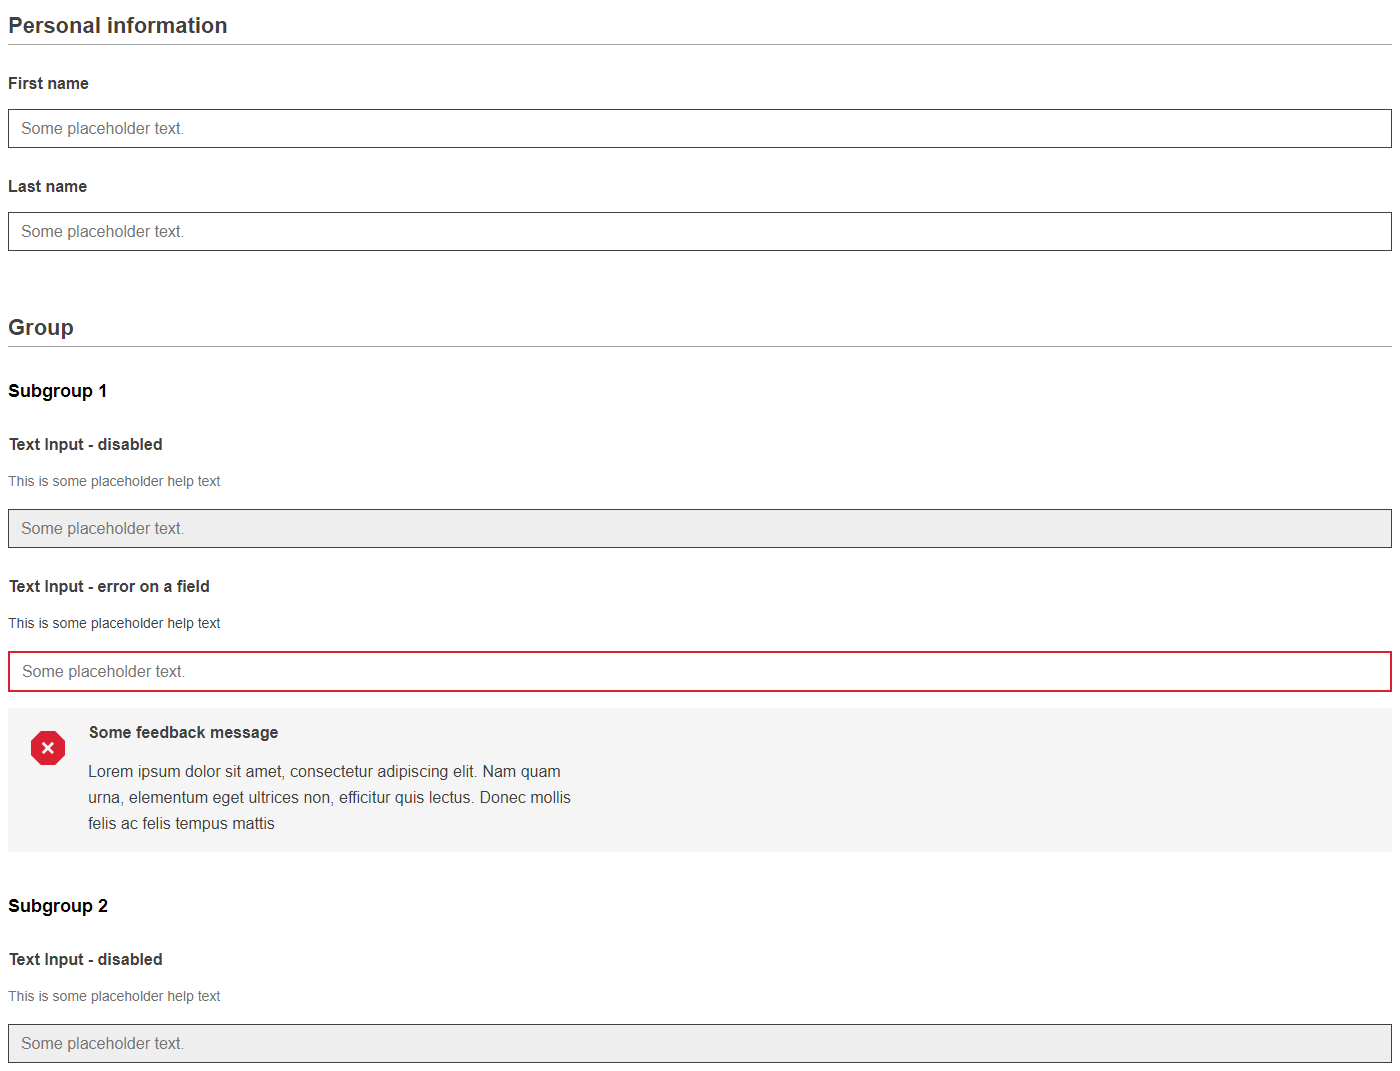 Personal information
First name
Some placeholder text.
Last name
Some placeholder text.
Group
Subgroup 1
Text Input - disabled
This is some placeholder help text
Some placeholder text.
Text Input - error on a field
This is some placeholder help text
Some placeholder text.
Some feedback message
Lorem ipsum dolor sit amet, consectetur adipiscing elit. Nam quam
urna, elementum eget ultrices non, efficitur quis lectus. Donec mollis
felis ac felis tempus mattis
Subgroup 2
Text Input - disabled
This is some placeholder help text
Some placeholder text.